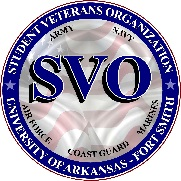 STUDENT VETERANS ORGANIZATION
ARMY
NAVY
SVO
AIR FORCE
MARINES
COAST GUARD
UNIVERSITY OF ARKANSAS - FORT SMITH